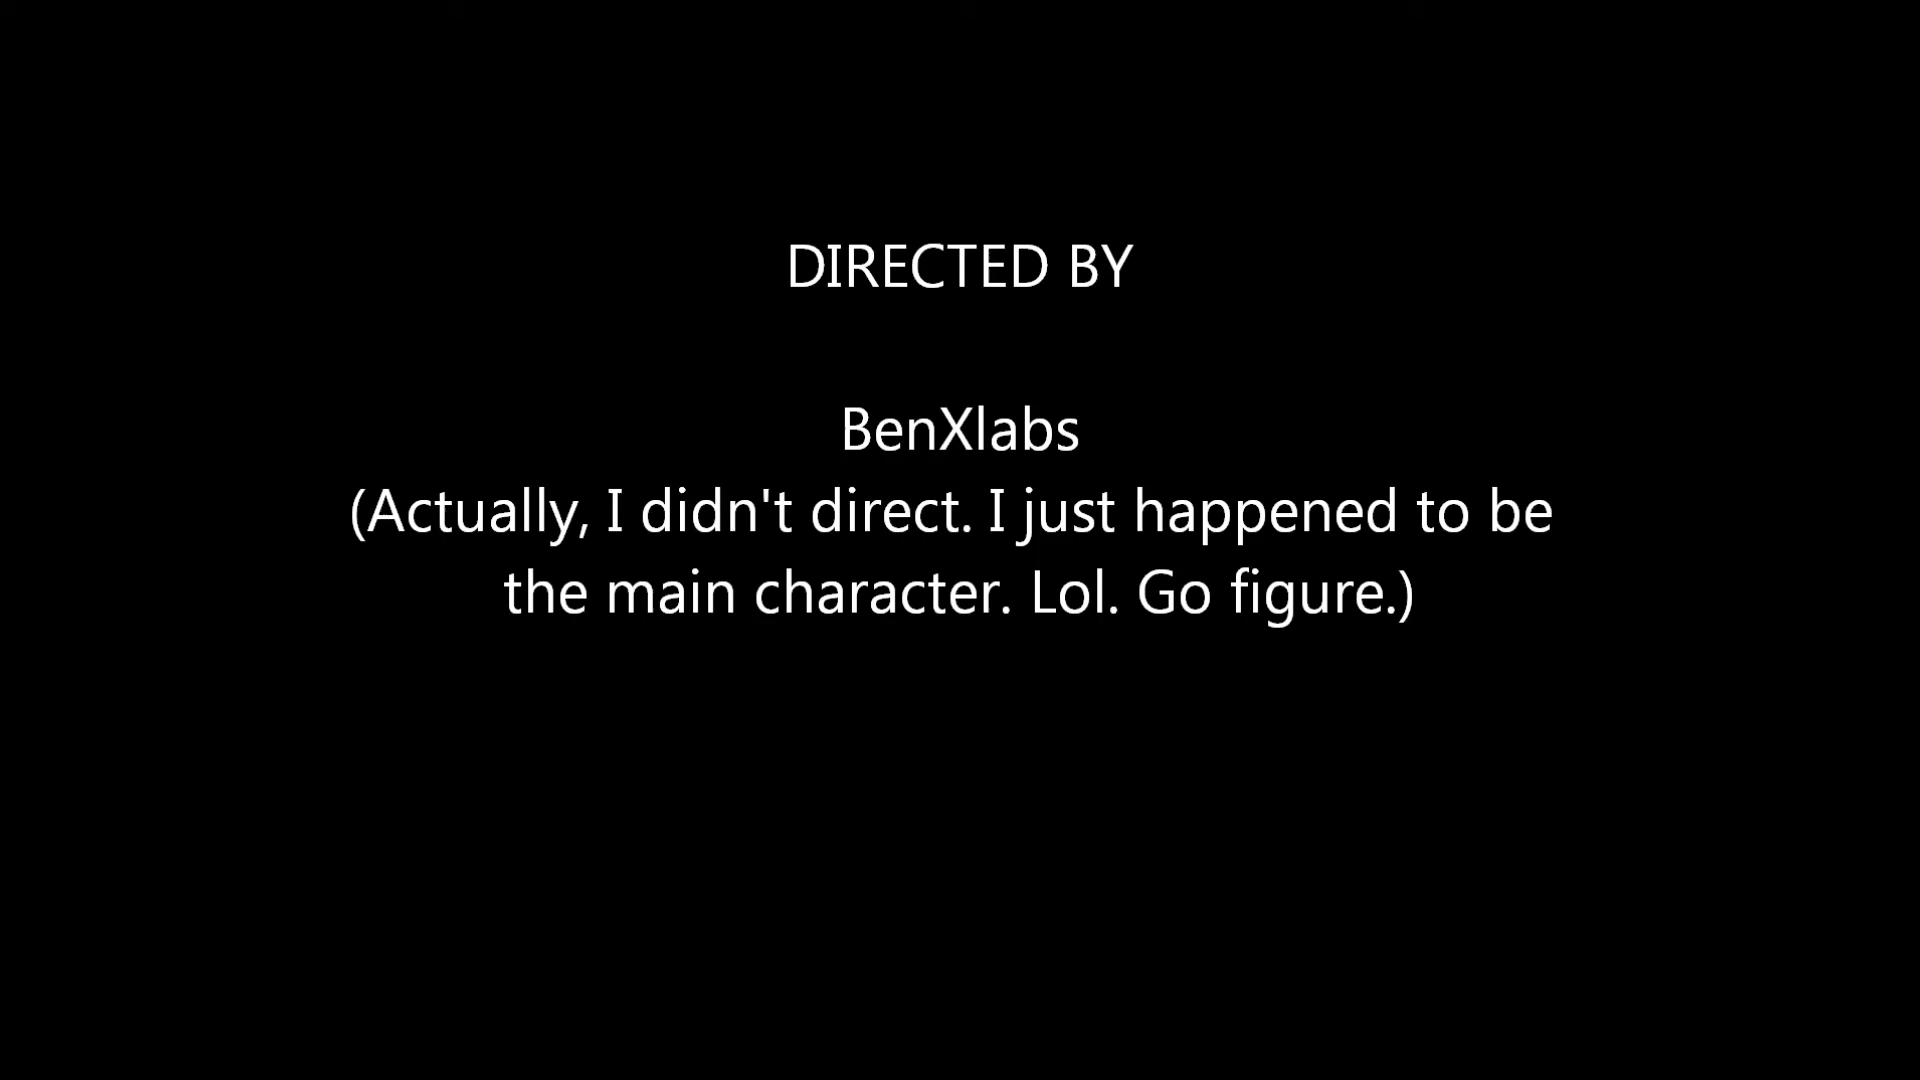 DIRECTED BY
BenXlabs
(Actually, I didn't direct. I just happened to be
the main character. Lol. Go figure.)